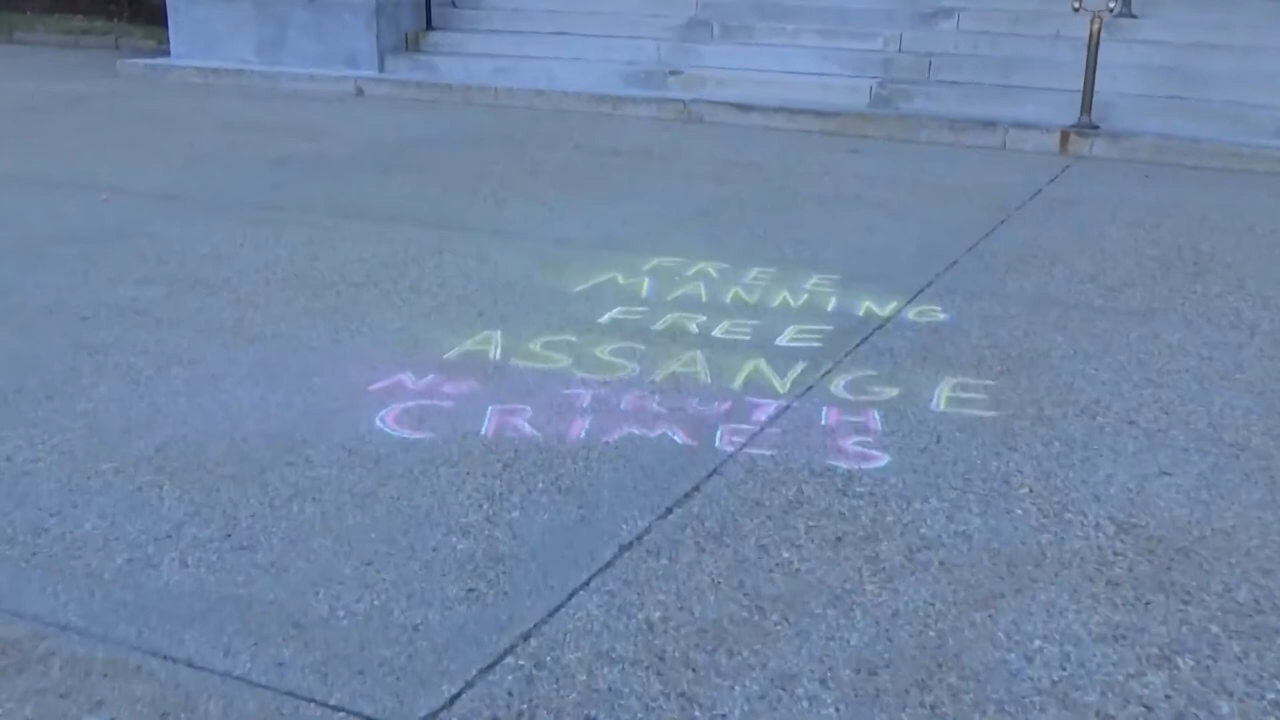 FREE
MANNING
FREE
ASSANGE
NO TRUTH
CRIMES